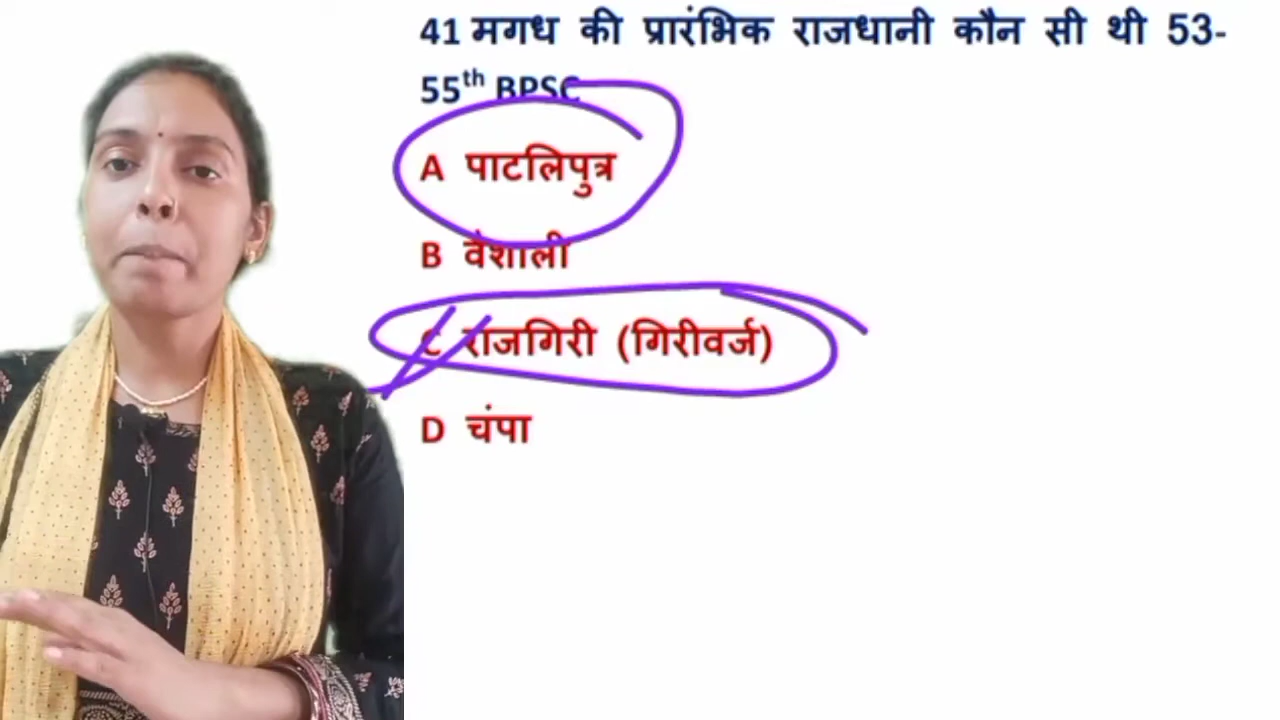 41 मगध की प्रारंभिक राजधानी कौन सी थी 53-
55th BPSC
A पाटलिपुत्र
B वैशाली
C राजगिरी (गिरीवर्ज)
D चंपा